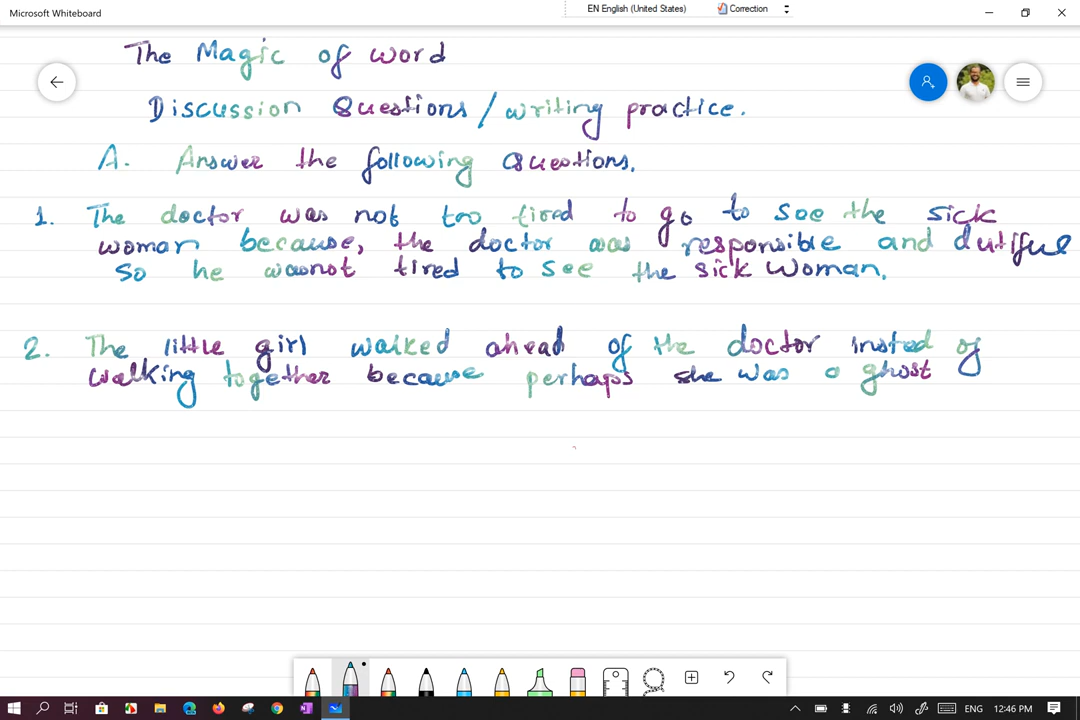 Microsoft Whiteboard
EN English (United States) Correction
The Magic of word
Discussion Questions/writing practice.
A. Answer the following Questions.
1. The doctor was not too tired to go to see the sick
woman because, the doctor was responsible and dutiful
so he wasnot tired to see the sick woman.
2. The little girl walked ahead of the doctor insted of
walking together because perhaps she was a ghost
ENG 12:46 PM